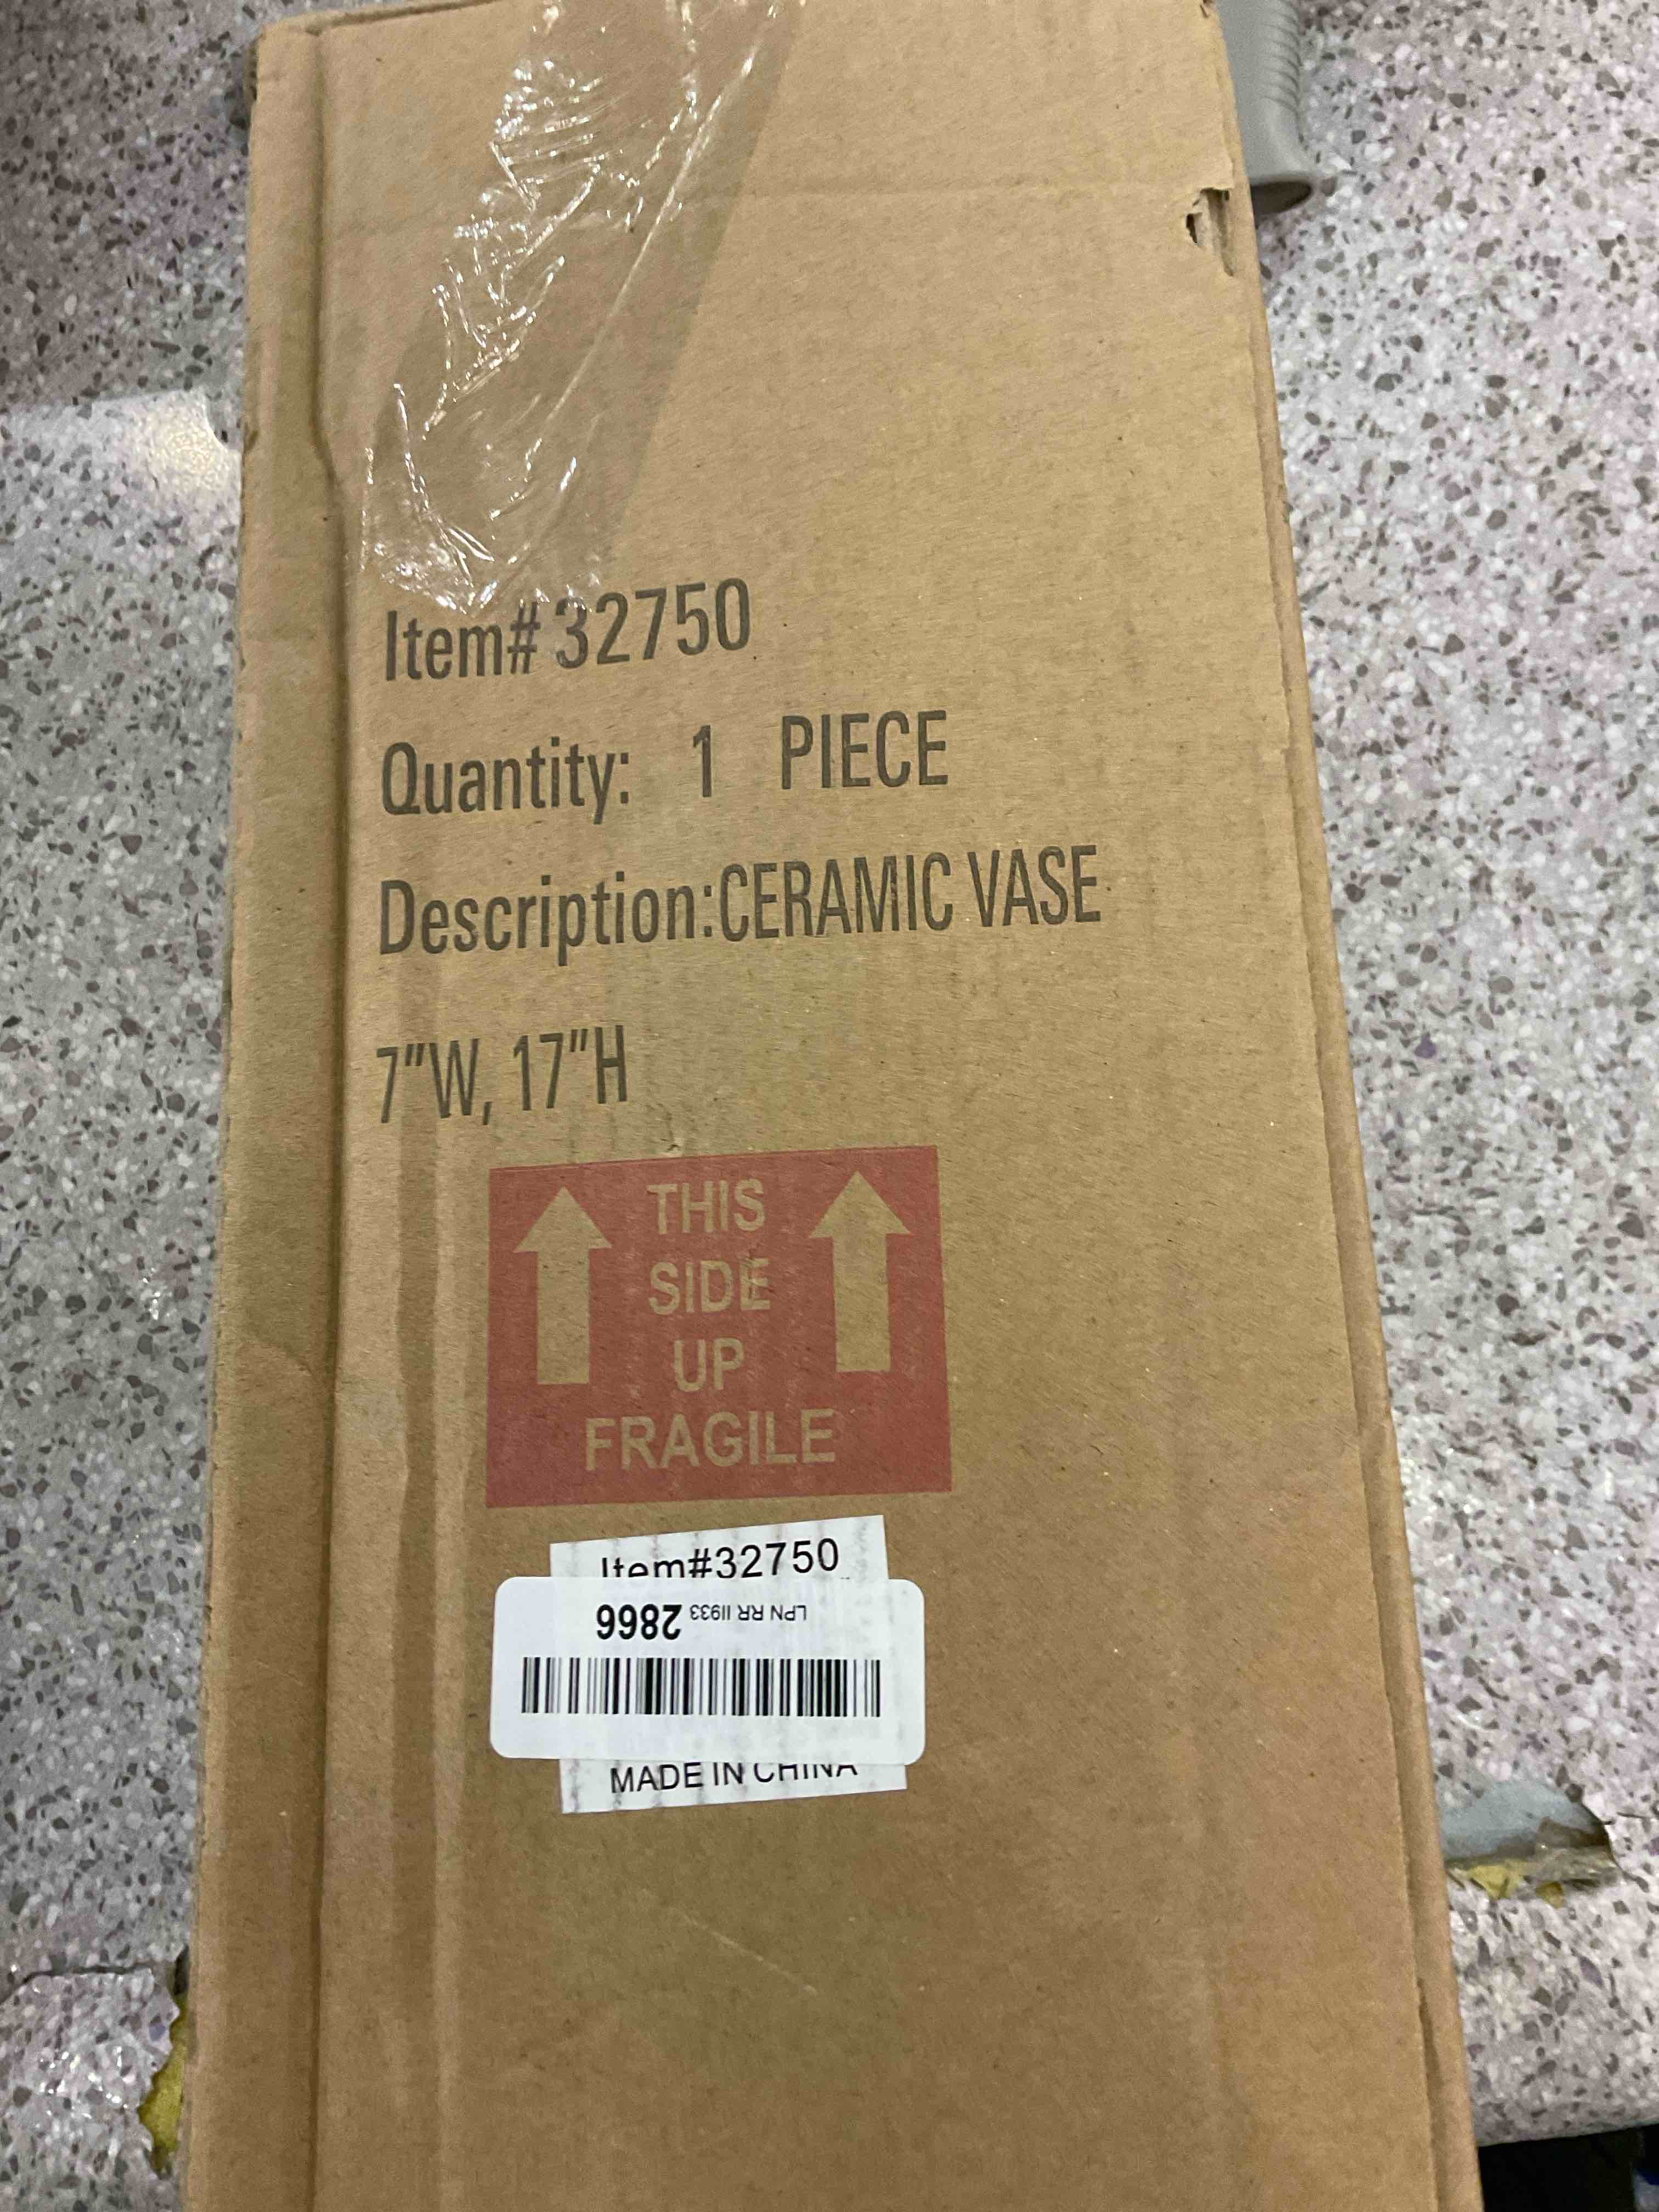 Item# 32750
Quantity: 1 PIECE
Description:CERAMIC VASE
7"W, 17"H
THIS
SIDE
UP
FRAGILE
Item#32750
LPN RR II933 2866
MADE IN CHINA